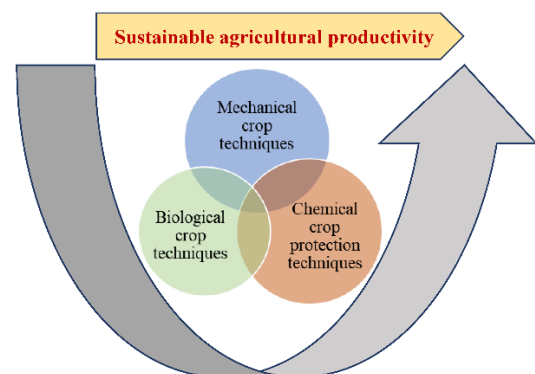 Sustainable agricultural productivity
Mechanical
crop
techniques
Biological
crop
techniques
Chemical
crop
protection
techniques